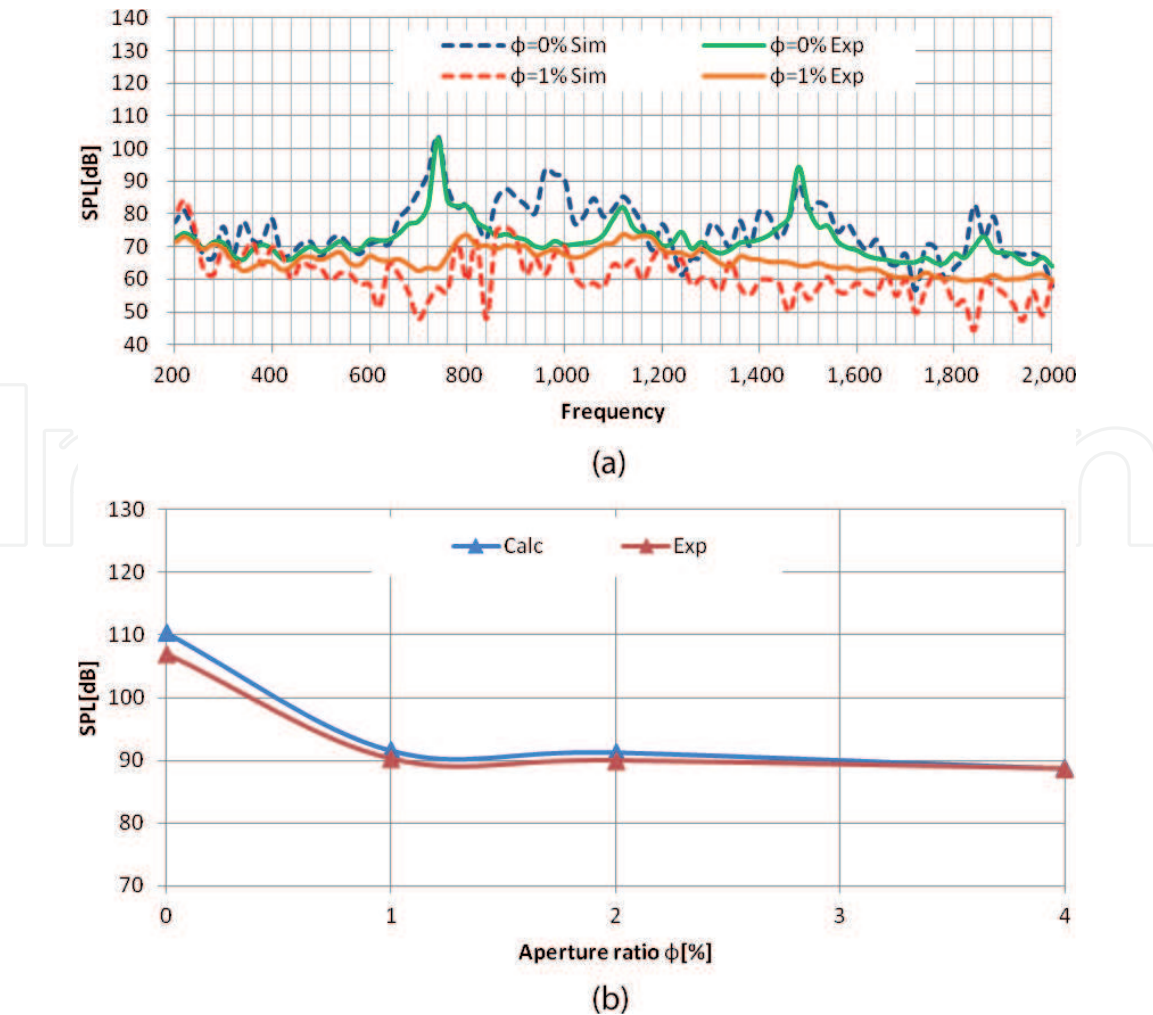 140
130
120
110
100
90
80
70
60
50
40
SPL[dB]
ϕ=0% Sim
ϕ=0% Exp
ϕ=1% Sim
ϕ=1% Exp
200 400 600 800 1,000 1,200 1,400 1,600 1,800 2,000
Frequency
(a)
130
120
110
100
90
80
70
SPL[dB]
Calc
Exp
0 1 2 3 4
Aperture ratio ϕ[%]
(b)